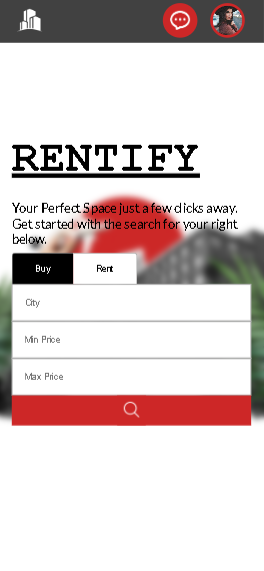 RENTIFY
Your Perfect Space just a few clicks away.
Get started with the search for your right
below.
Buy Rent
City
Min Price
Max Price